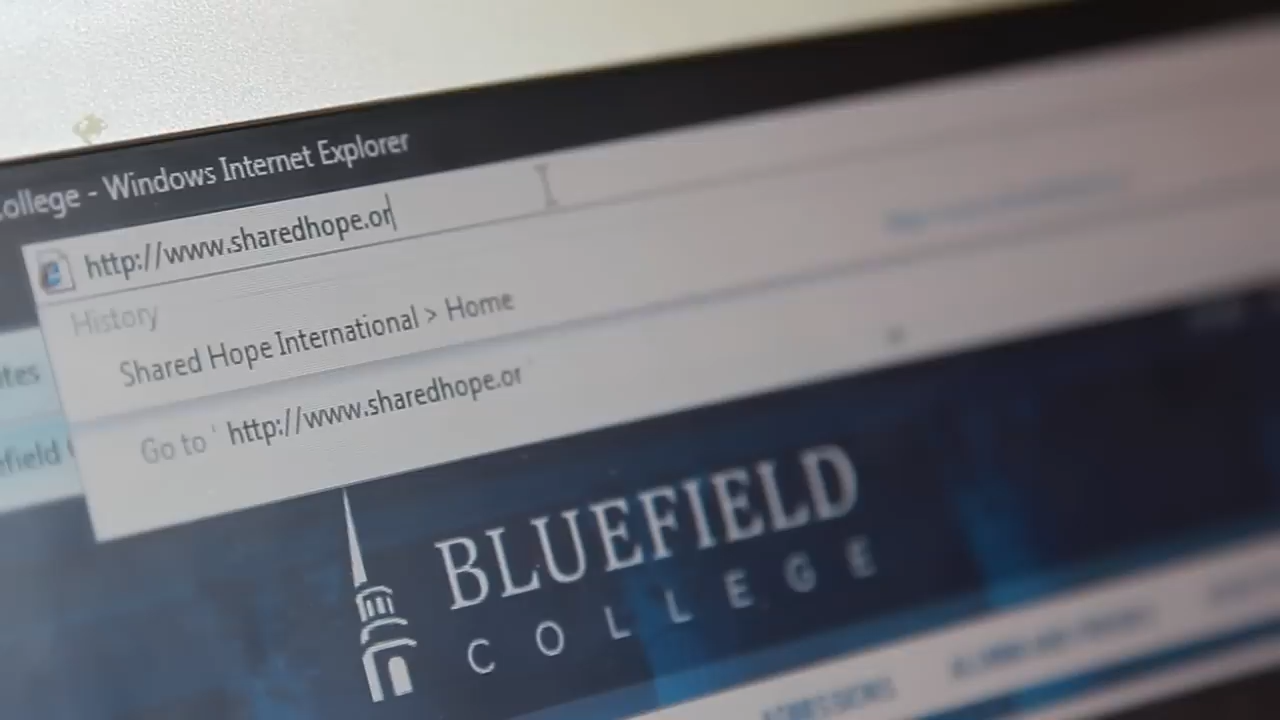 ollege - Windows Internet Explorer
http://www.sharedhope.or
History
Shared Hope International > Home
Go to ' http://www.sharedhope.or
BLUEFIELD
COLLEGE